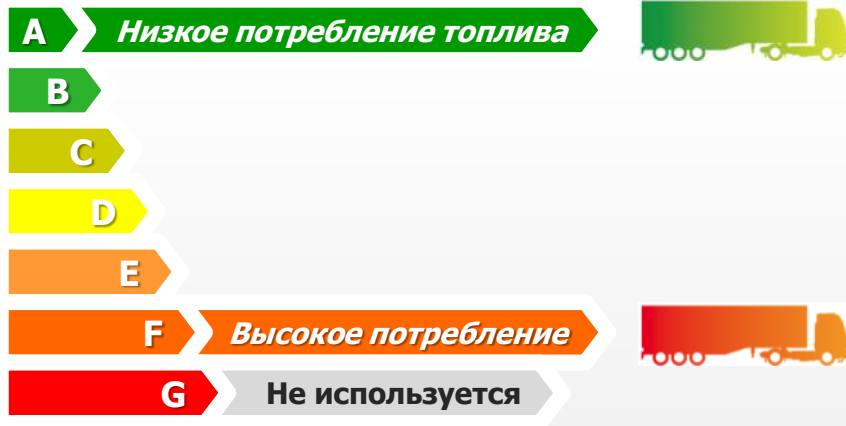 A Низкое потребление топлива
B
C
D
E
F Высокое потребление
G Не используется